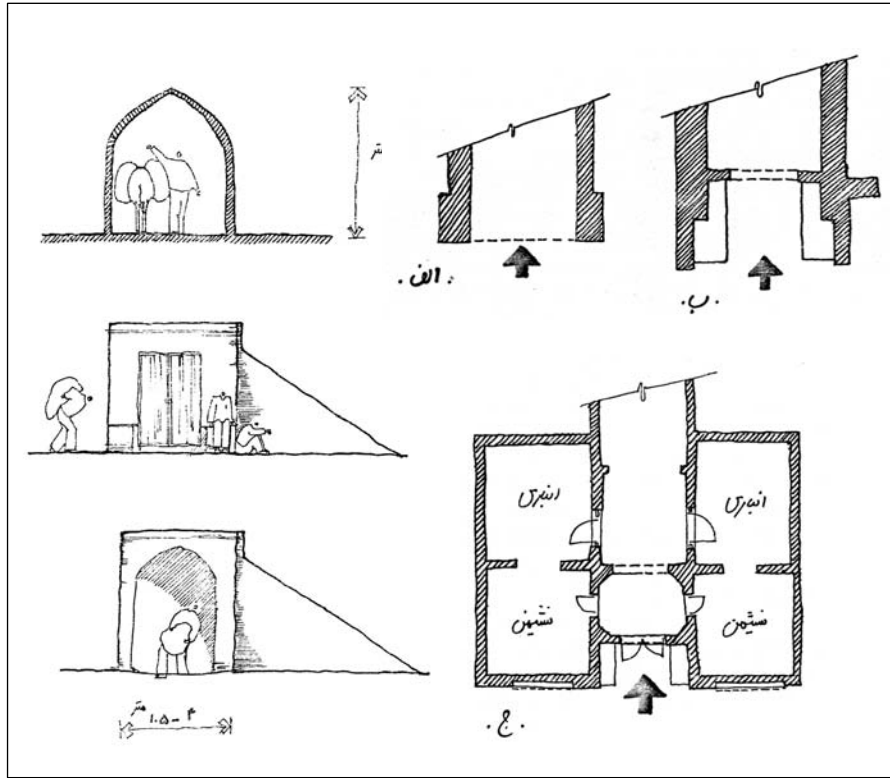 متر
. الف .
. ب .
انباری
انباری
نشیمن
نشیمن
۱.۵ - ۴ متر
. ج .